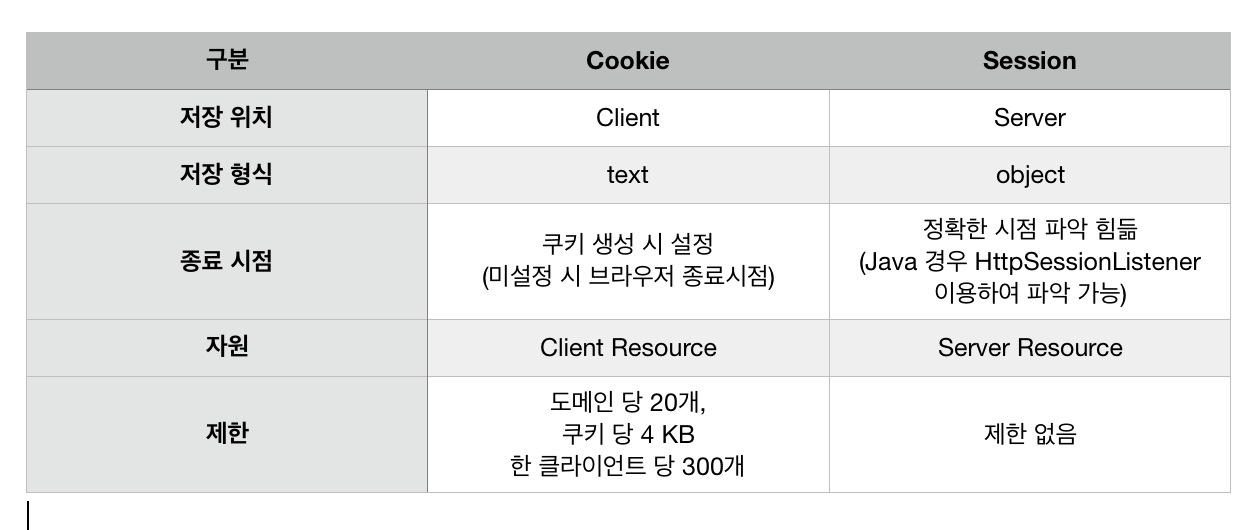 구분 Cookie Session
저장 위치 Client Server
저장 형식 text object
종료 시점
쿠키 생성 시 설정
(미설정 시 브라우저 종료시점)
정확한 시점 파악 힘듦
(Java 경우 HttpSessionListener
이용하여 파악 가능)
자원 Client Resource Server Resource
제한
도메인 당 20개,
쿠키 당 4 KB
한 클라이언트 당 300개
제한 없음